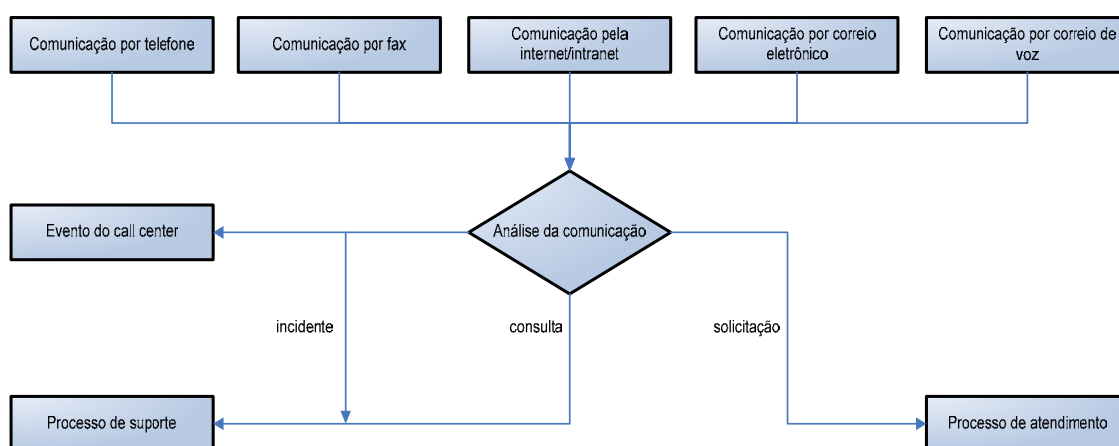 Comunicação por telefone
Comunicação por fax
Comunicação pela
internet/intranet
Comunicação por correio
eletrônico
Comunicação por correio de
voz
Evento do call center
Análise da comunicação
incidente
consulta
solicitação
Processo de suporte
Processo de atendimento